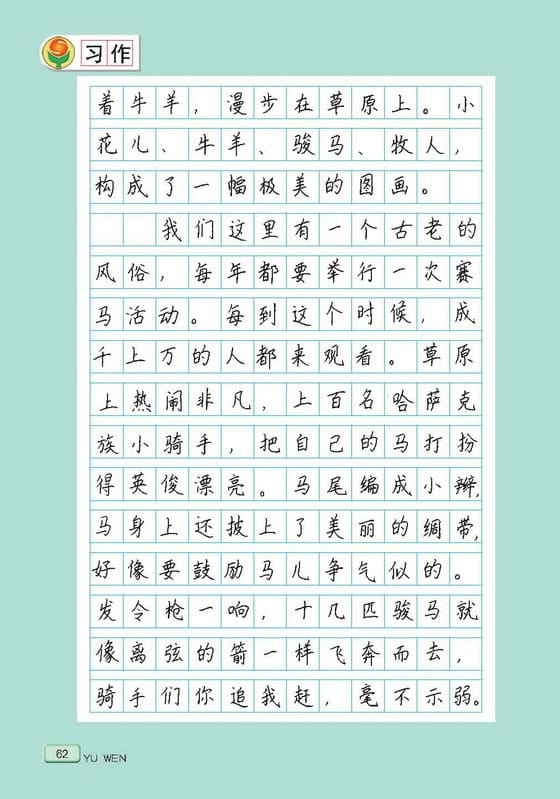 习作
着牛羊，漫步在草原上。小
花儿、牛羊、骏马、牧人，
构成了一幅极美的图画。
我们这里有一个古老的
风俗，每年都要举行一次赛
马活动。每到这个时候，成
千上万的人都来观看。草原
上热闹非凡，上百名哈萨克
族小骑手，把自己的马打扮
得英俊漂亮。马尾编成小辫，
马身上还披上了美丽的绸带，
好像要鼓励马儿争气似的。
发令枪一响，十几匹骏马就
像离弦的箭一样飞奔而去，
骑手们你追我赶，毫不示弱。
62
YU WEN